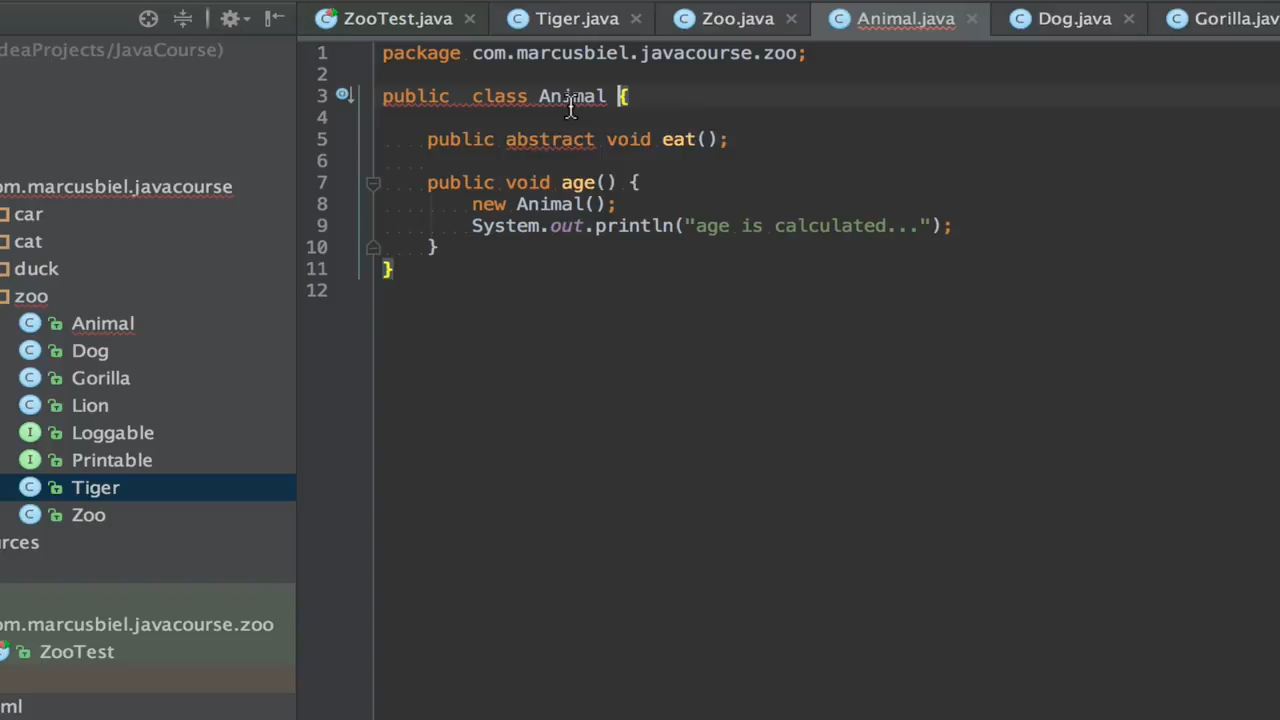 ZooTest.java Tiger.java Zoo.java Animal.java Dog.java Gorilla.jav
deaProjects/JavaCourse)
om.marcusbiel.javacourse
car
cat
duck
zoo
Animal
Dog
Gorilla
Lion
Loggable
Printable
Tiger
Zoo
urces
om.marcusbiel.javacourse.zoo
ZooTest
ml
1 package com.marcusbiel.javacourse.zoo;
2
3 public  class Animal {
4
5 public abstract void eat();
6
7 public void age() {
8 new Animal();
9 System.out.println("age is calculated...");
10 }
11 }
12